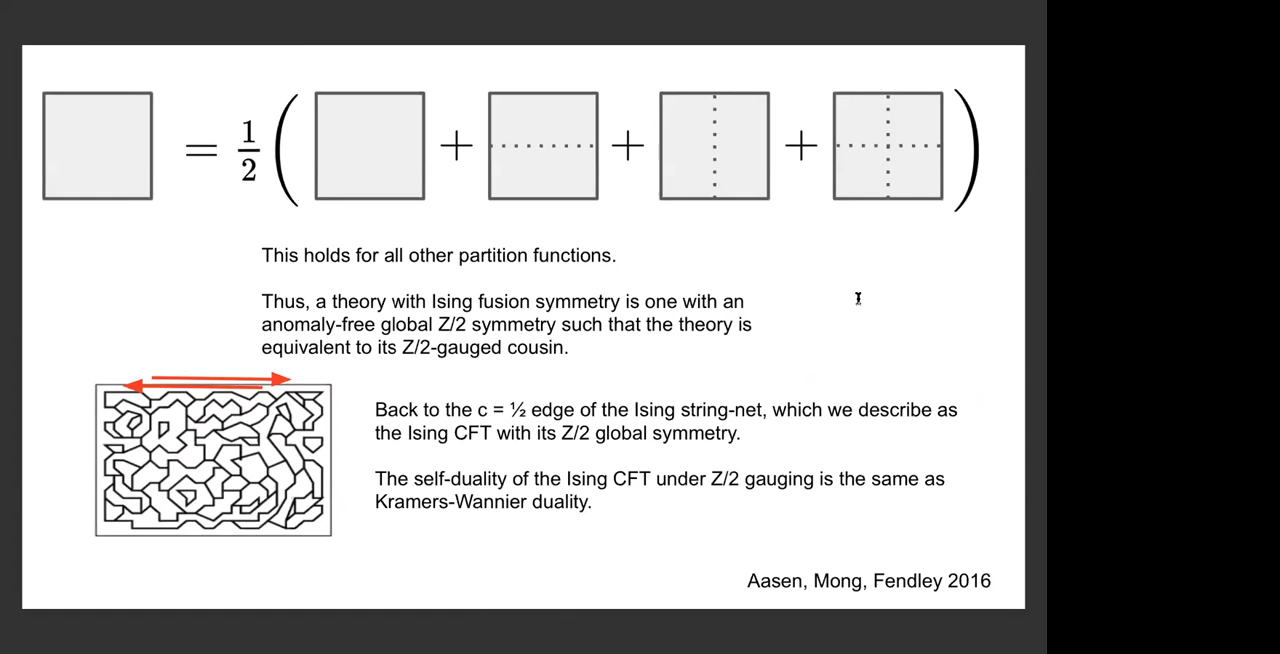 = 1/2 ( + + + )
This holds for all other partition functions.
Thus, a theory with Ising fusion symmetry is one with an
anomaly-free global Z/2 symmetry such that the theory is
equivalent to its Z/2-gauged cousin.
Back to the c = ½ edge of the Ising string-net, which we describe as
the Ising CFT with its Z/2 global symmetry.
The self-duality of the Ising CFT under Z/2 gauging is the same as
Kramers-Wannier duality.
Aasen, Mong, Fendley 2016